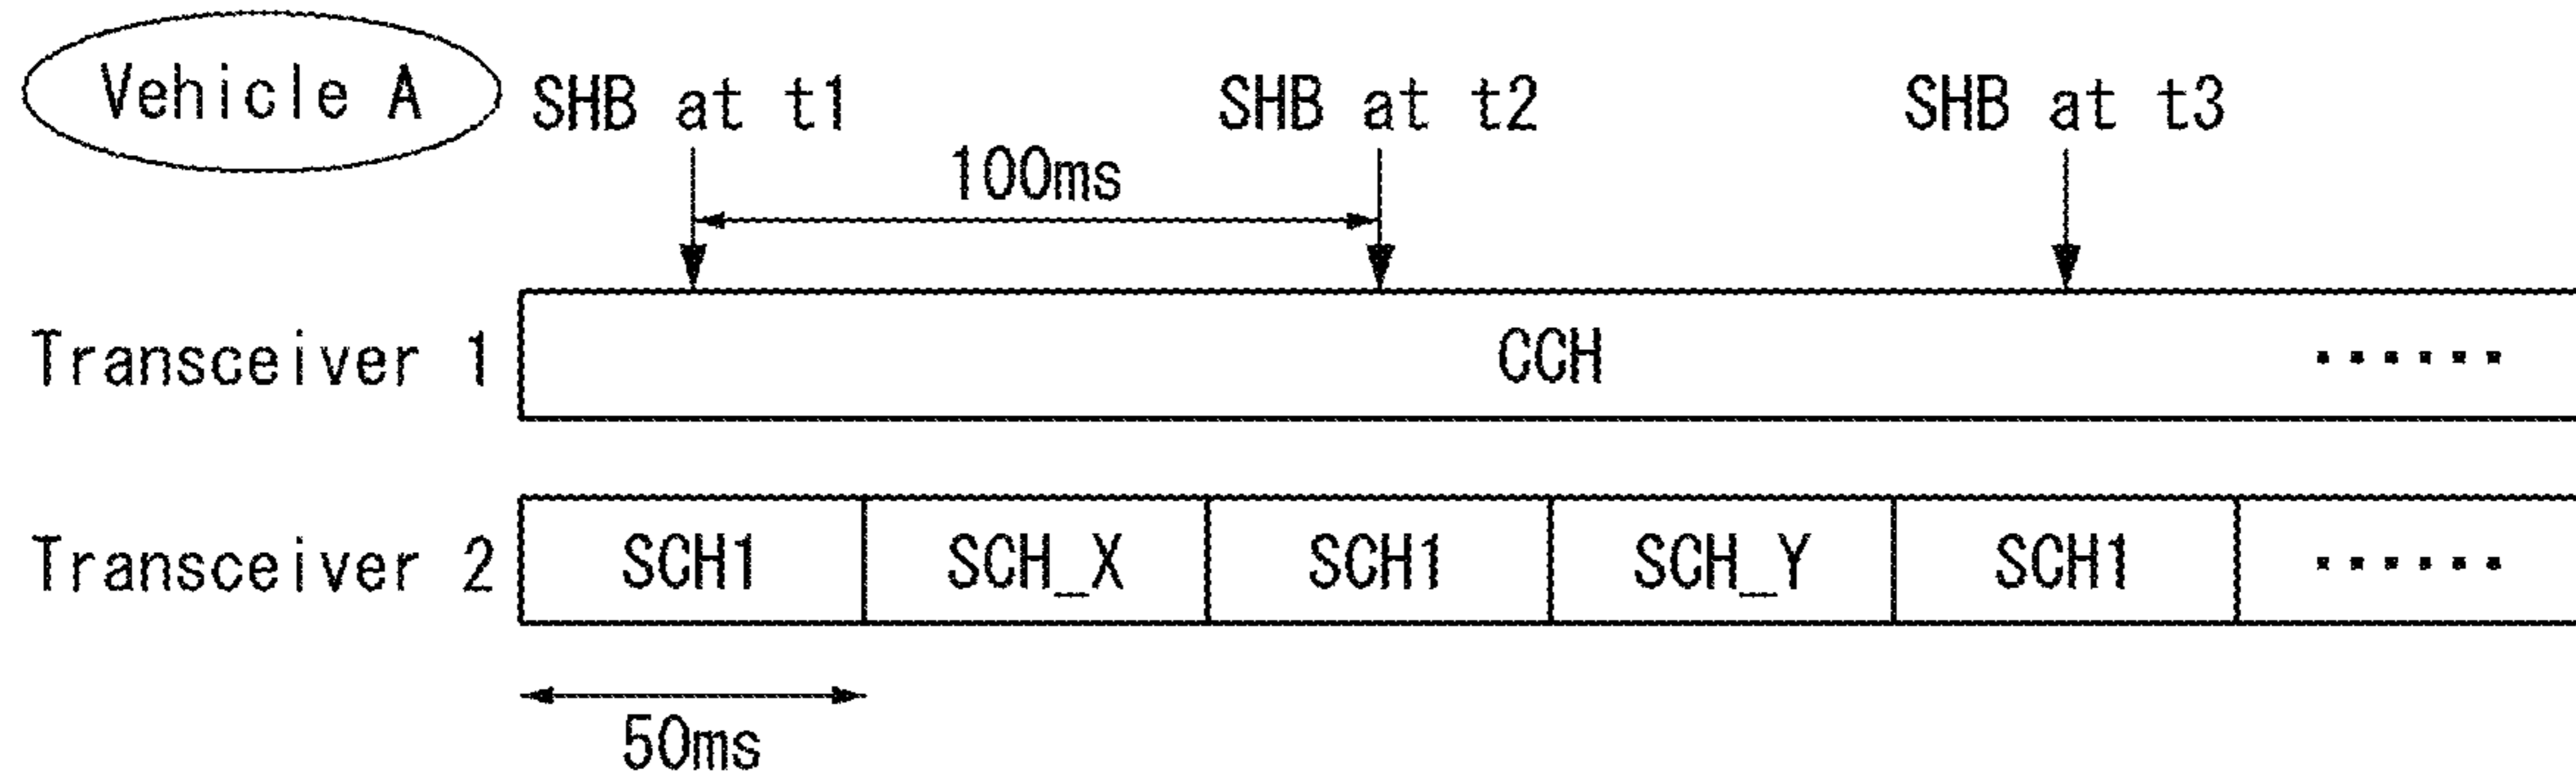 Vehicle A
SHB at t1
SHB at t2
SHB at t3
100ms
Transceiver 1
CCH
......
Transceiver 2
SCH1
SCH_X
SCH1
SCH_Y
SCH1
......
50ms